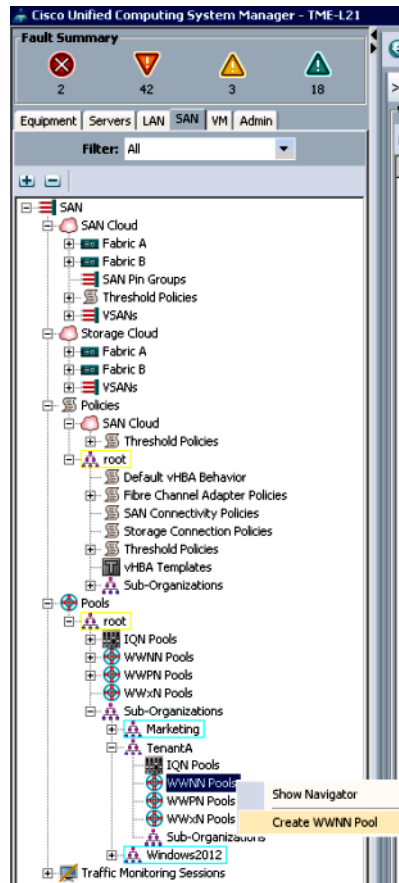 Cisco Unified Computing System Manager - TME-L21
Fault Summary
2 42 3 18
Equipment Servers LAN SAN VM Admin
Filter: All
SAN
SAN Cloud
Fabric A
Fabric B
SAN Pin Groups
Threshold Policies
VSANs
Storage Cloud
Fabric A
Fabric B
VSANs
Policies
SAN Cloud
Threshold Policies
root
Default vHBA Behavior
Fibre Channel Adapter Policies
SAN Connectivity Policies
Storage Connection Policies
Threshold Policies
vHBA Templates
Sub-Organizations
Pools
root
IQN Pools
WWNN Pools
WWPN Pools
WWxN Pools
Sub-Organizations
Marketing
TenantA
IQN Pools
WWNN Pools
Show Navigator
WWPN Pools
WWxN Pools
Create WWNN Pool
Sub-Organizations
Windows2012
Traffic Monitoring Sessions